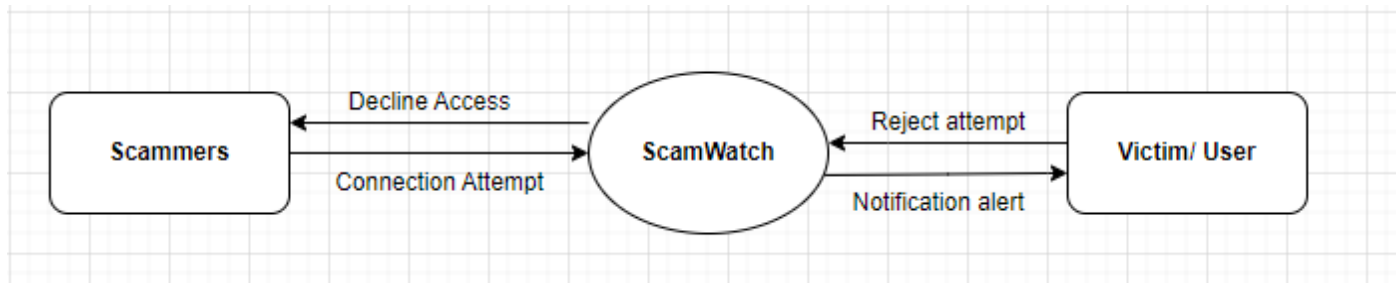 Decline Access
Reject attempt
Scammers
ScamWatch
Victim/ User
Connection Attempt
Notification alert